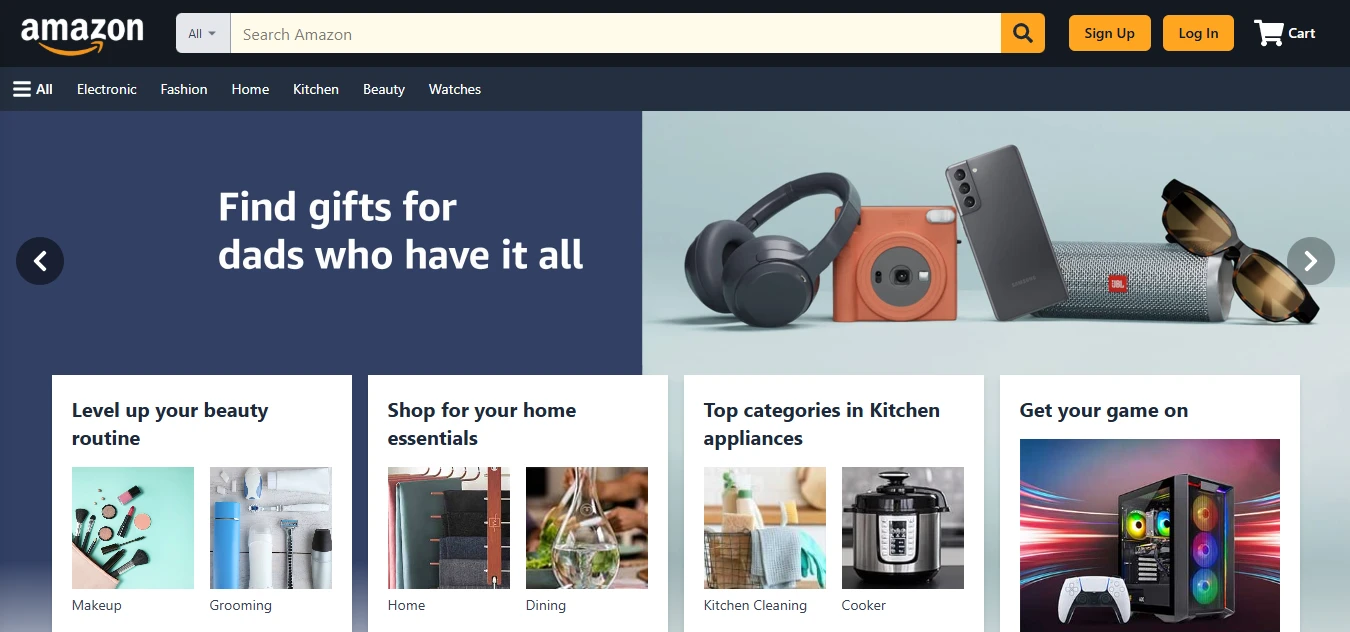 amazon
All
Search Amazon
Sign Up
Log In
Cart
All
Electronic
Fashion
Home
Kitchen
Beauty
Watches
Find gifts for
dads who have it all
SAMSUNG
JBL
Level up your beauty
routine
Makeup
Grooming
Shop for your home
essentials
Home
Dining
Top categories in Kitchen
appliances
Kitchen Cleaning
Cooker
Get your game on